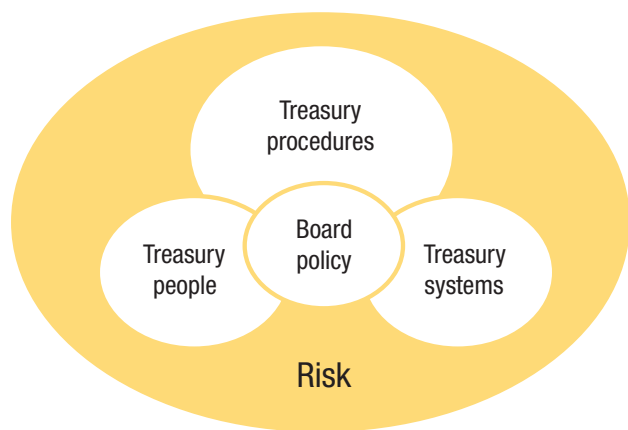 Treasury
procedures
Board
policy
Treasury
people
Treasury
systems
Risk